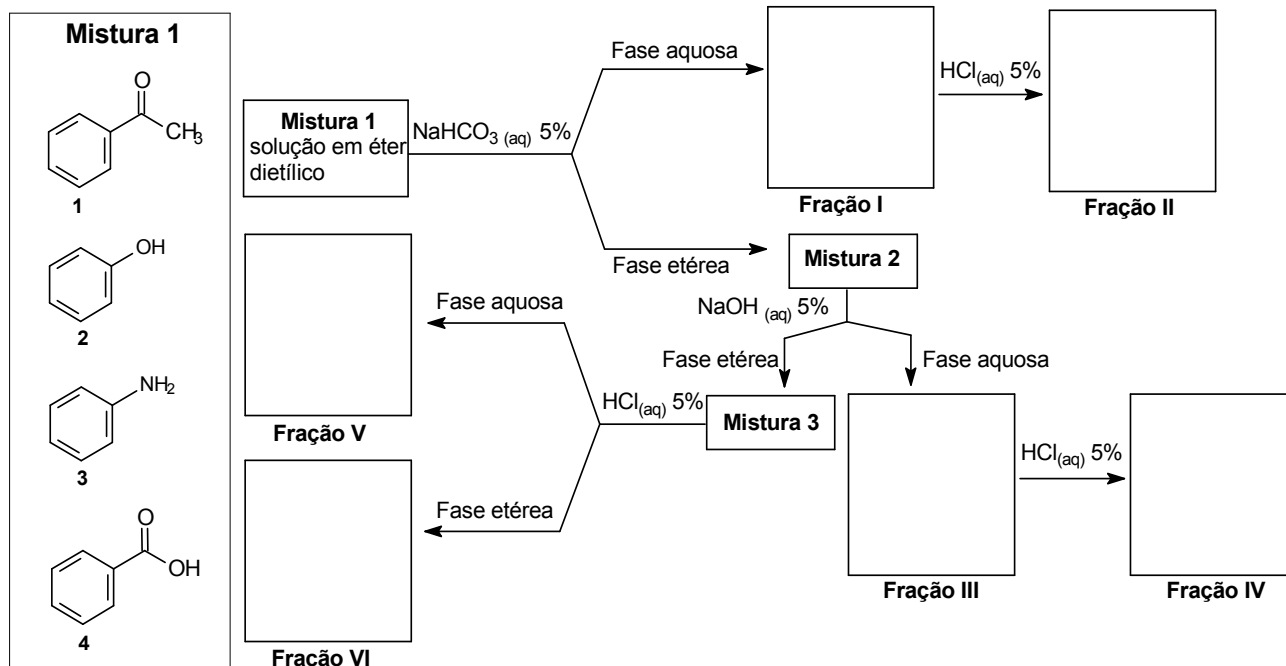 Mistura 1
O
CH3
1
OH
2
NH2
3
O
OH
4
Mistura 1
solução em éter
dietílico
NaHCO3 (aq) 5%
Fase aquosa
Fração I
HCl(aq) 5%
Fração II
Fase etérea
Mistura 2
NaOH (aq) 5%
Fase etérea
Fase aquosa
Mistura 3
Fração III
HCl(aq) 5%
Fração IV
HCl(aq) 5%
Fase aquosa
Fração V
Fase etérea
Fração VI